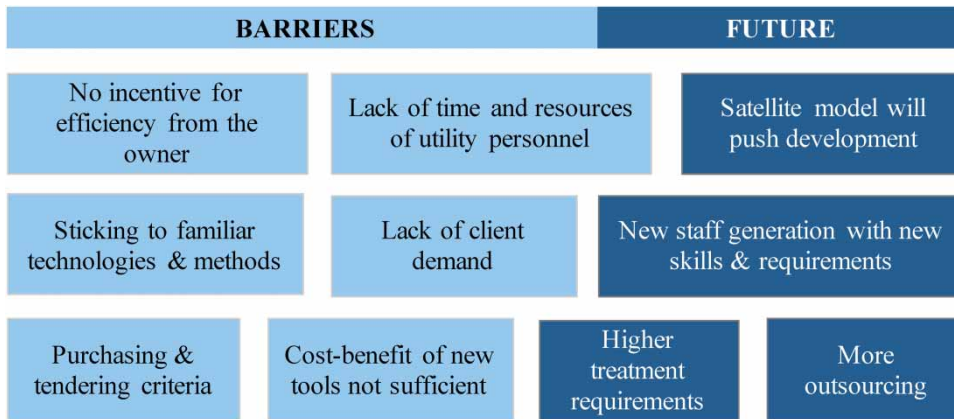 BARRIERS
FUTURE
No incentive for
efficiency from the
owner
Lack of time and resources
of utility personnel
Satellite model will
push development
Sticking to familiar
technologies & methods
Lack of client
demand
New staff generation with new
skills & requirements
Purchasing &
tendering criteria
Cost-benefit of new
tools not sufficient
Higher
treatment
requirements
More
outsourcing